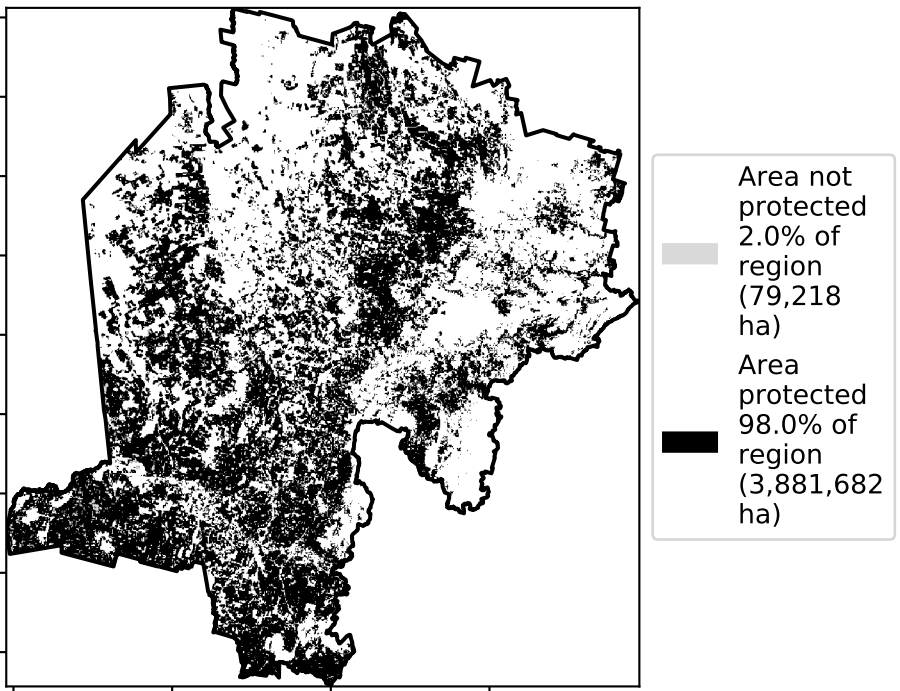 Area not
protected
2.0% of
region
(79,218
ha)
Area
protected
98.0% of
region
(3,881,682
ha)